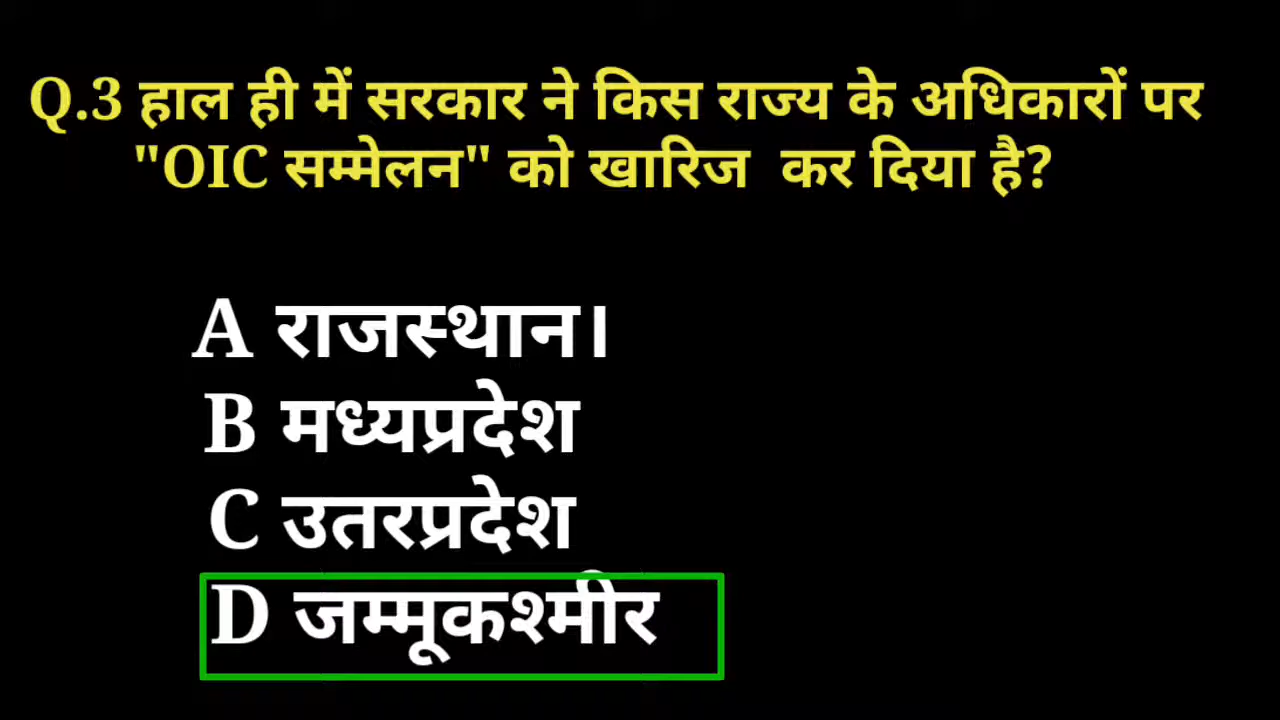 Q.3 हाल ही में सरकार ने किस राज्य के अधिकारों पर
"OIC सम्मेलन" को खारिज कर दिया है?
A राजस्थान।
B मध्यप्रदेश
C उतरप्रदेश
D जम्मूकश्मीर